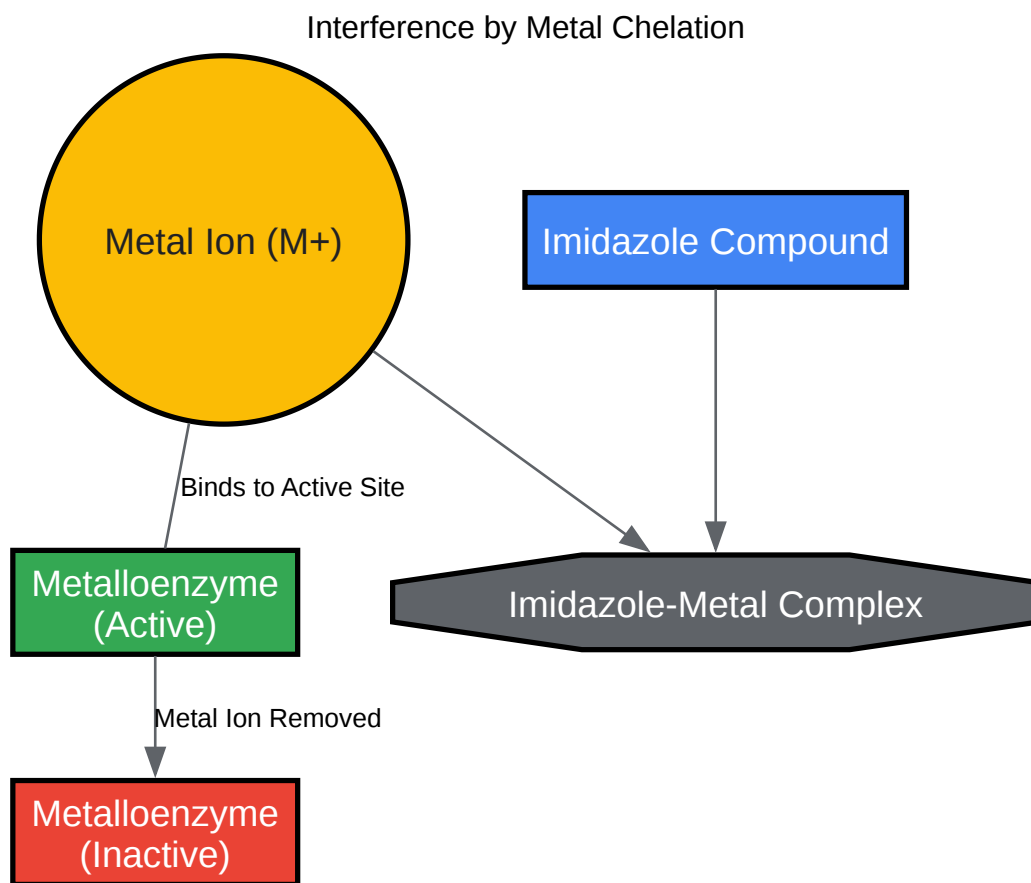 Interference by Metal Chelation
Metal Ion (M+)
Imidazole Compound
Binds to Active Site
Metalloenzyme
(Active)
Imidazole-Metal Complex
Metal Ion Removed
Metalloenzyme
(Inactive)